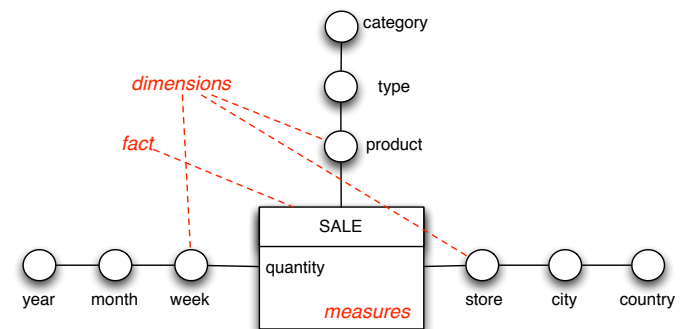 category
dimensions
type
fact
product
SALE
quantity
year
month
week
measures
store
city
country